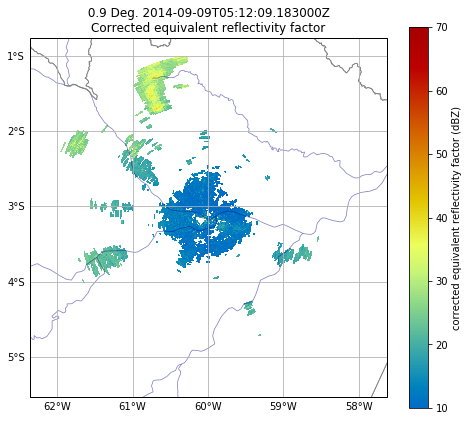 0.9 Deg. 2014-09-09T05:12:09.183000Z
Corrected equivalent reflectivity factor
1°S
2°S
3°S
4°S
5°S
62°W
61°W
60°W
59°W
58°W
70
60
50
40
30
20
10
corrected equivalent reflectivity factor (dBZ)